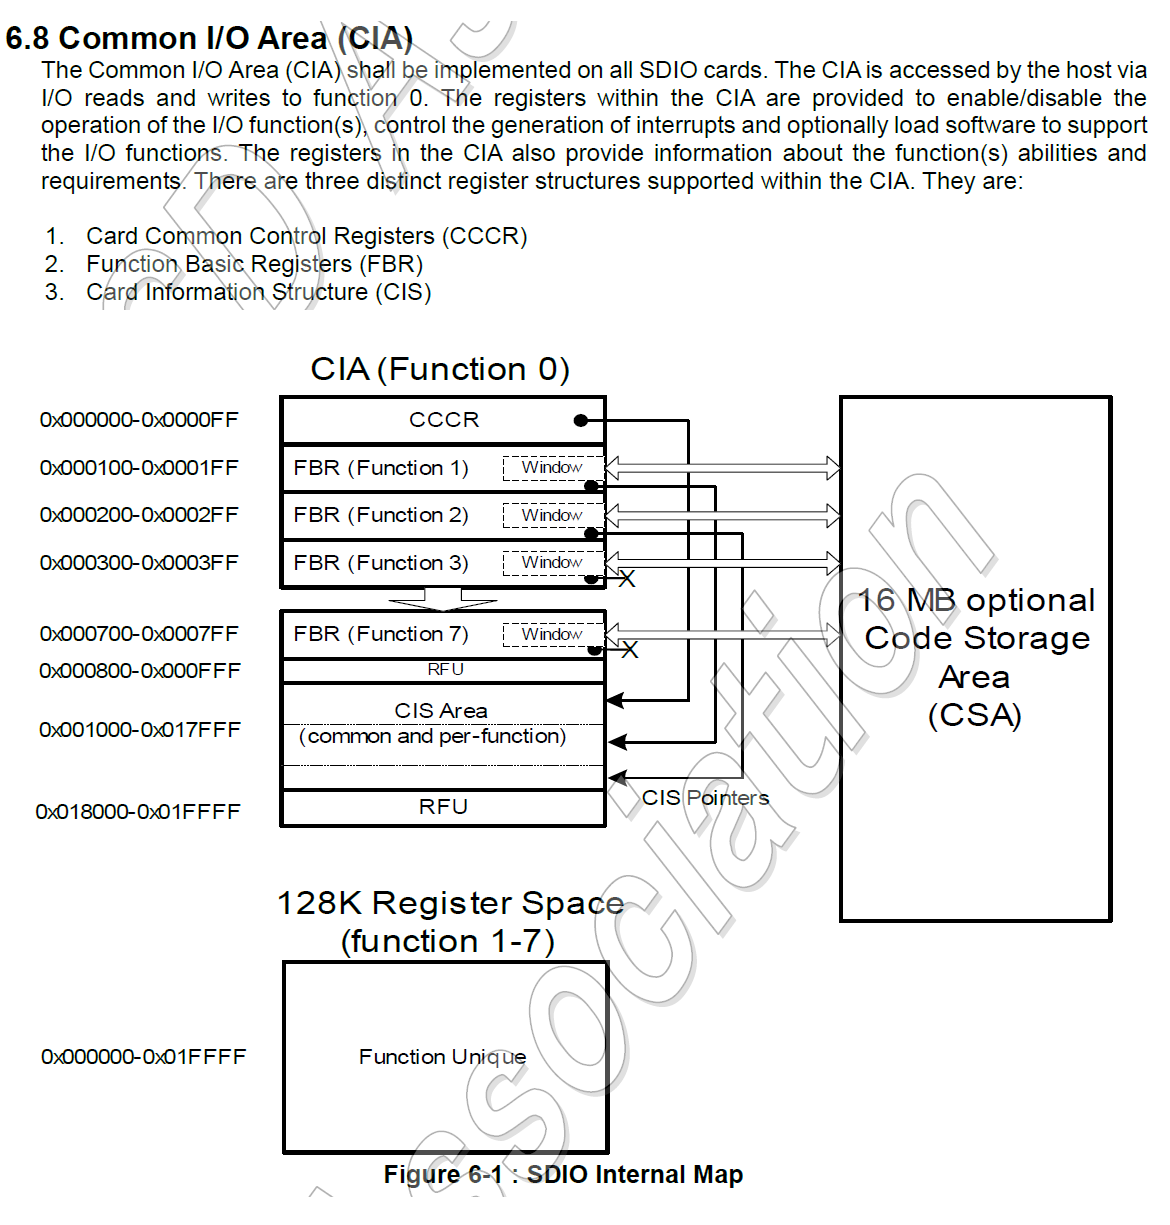 6.8 Common I/O Area (CIA)
The Common I/O Area (CIA) shall be implemented on all SDIO cards. The CIA is accessed by the host via
I/O reads and writes to function 0. The registers within the CIA are provided to enable/disable the
operation of the I/O function(s), control the generation of interrupts and optionally load software to support
the I/O functions. The registers in the CIA also provide information about the function(s) abilities and
requirements. There are three distinct register structures supported within the CIA. They are:
1. Card Common Control Registers (CCCR)
2. Function Basic Registers (FBR)
3. Card Information Structure (CIS)
CIA (Function 0)
0x000000-0x0000FF CCCR
0x000100-0x0001FF FBR (Function 1) Window
0x000200-0x0002FF FBR (Function 2) Window
0x000300-0x0003FF FBR (Function 3) Window
X
0x000700-0x0007FF FBR (Function 7) Window
X
0x000800-0x000FFF RFU
CIS Area
0x001000-0x017FFF (common and per-function)
CIS Pointers
0x018000-0x01FFFF RFU
16 MB optional
Code Storage
Area
(CSA)
128K Register Space
(function 1-7)
0x000000-0x01FFFF Function Unique
Figure 6-1 : SDIO Internal Map
SD As
ssociation